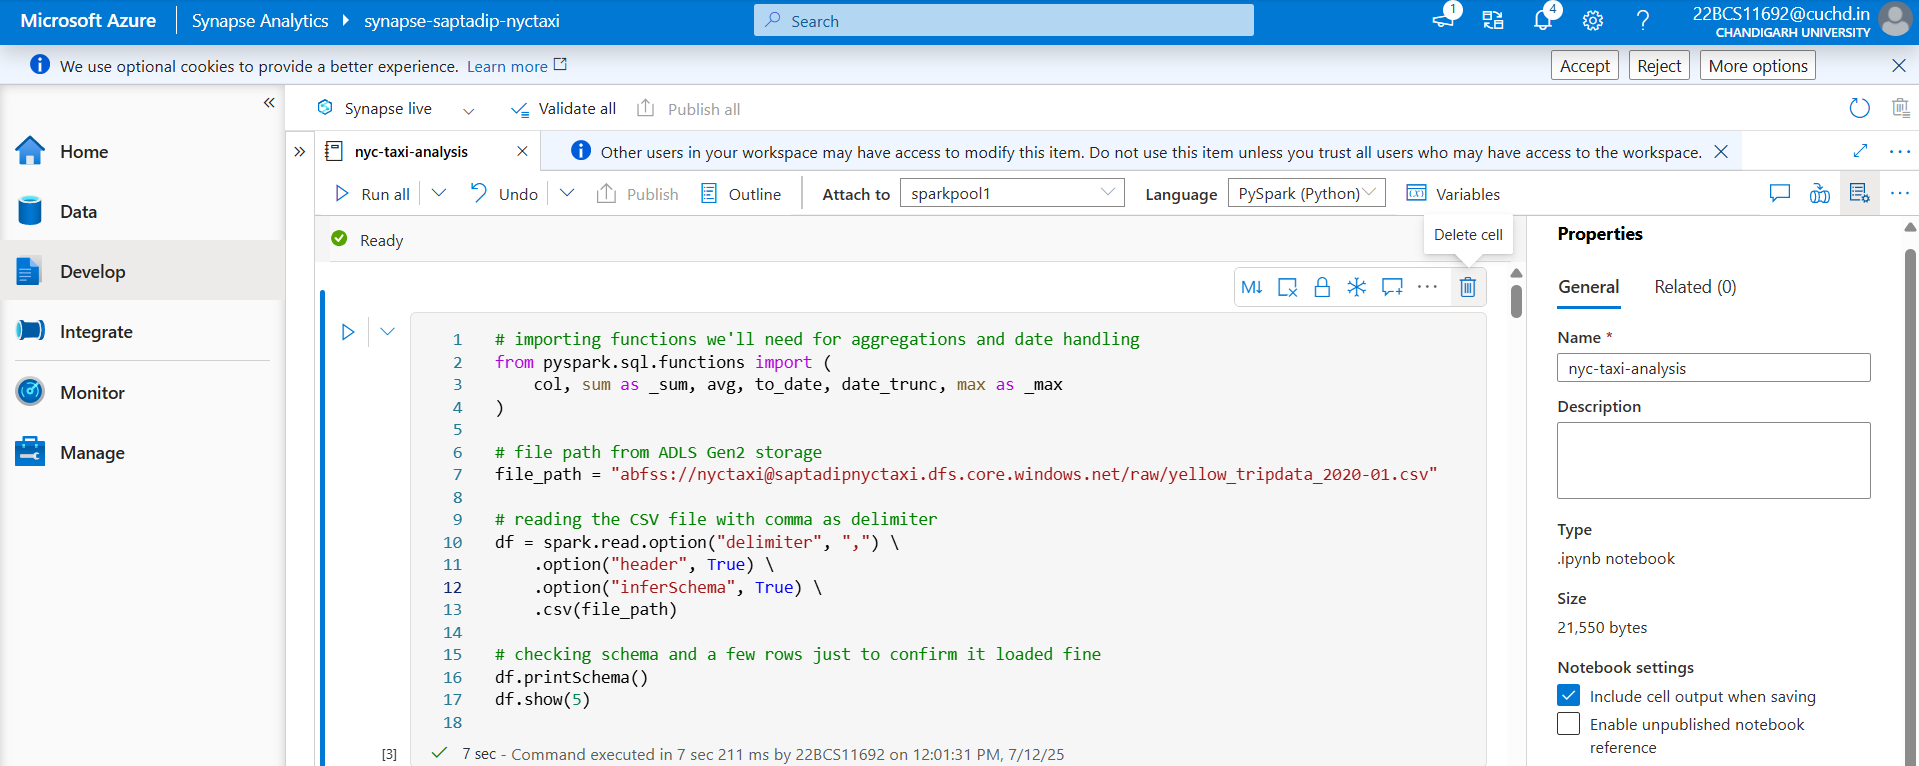 Microsoft Azure
Synapse Analytics
synapse-saptadip-nyctaxi
Search
1
4
22BCS11692@cuchd.in
CHANDIGARH UNIVERSITY
We use optional cookies to provide a better experience. Learn more
Accept
Reject
More options
Synapse live
Validate all
Publish all
Home
Data
Develop
Integrate
Monitor
Manage
nyc-taxi-analysis
Other users in your workspace may have access to modify this item. Do not use this item unless you trust all users who may have access to the workspace.
Run all
Undo
Publish
Outline
Attach to
sparkpool1
Language
PySpark (Python)
Variables
Ready
Delete cell
M↓
1 # importing functions we'll need for aggregations and date handling
2 from pyspark.sql.functions import (
3 col, sum as _sum, avg, to_date, date_trunc, max as _max
4 )
5
6 # file path from ADLS Gen2 storage
7 file_path = "abfss://nyctaxi@saptadipnyctaxi.dfs.core.windows.net/raw/yellow_tripdata_2020-01.csv"
8
9 # reading the CSV file with comma as delimiter
10 df = spark.read.option("delimiter", ",") \
11 .option("header", True) \
12 .option("inferSchema", True) \
13 .csv(file_path)
14
15 # checking schema and a few rows just to confirm it loaded fine
16 df.printSchema()
17 df.show(5)
18
[3] 7 sec - Command executed in 7 sec 211 ms by 22BCS11692 on 12:01:31 PM, 7/12/25
Properties
General
Related (0)
Name *
nyc-taxi-analysis
Description
Type
.ipynb notebook
Size
21,550 bytes
Notebook settings
Include cell output when saving
Enable unpublished notebook
reference